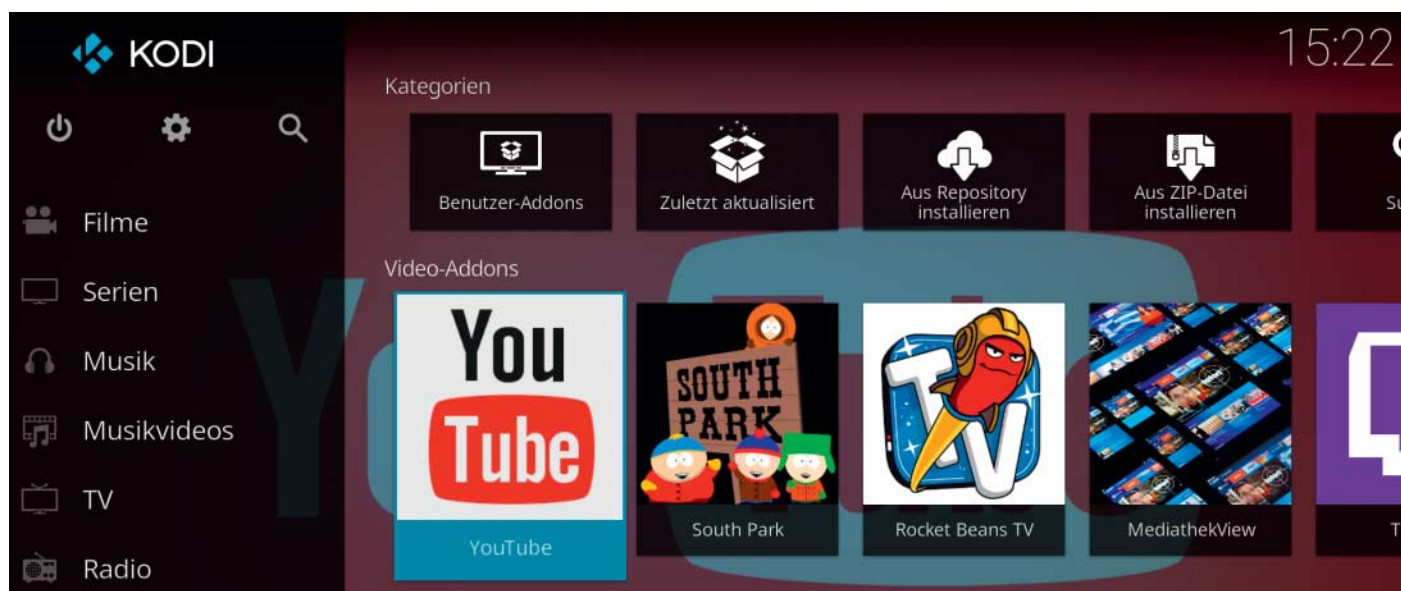 KODI
15:22
Kategorien
Benutzer-Addons
Zuletzt aktualisiert
Aus Repository
installieren
Aus ZIP-Datei
installieren
Filme
Serien
Musik
Musikvideos
TV
Radio
Video-Addons
You
Tube
YouTube
SOUTH
PARK
South Park
TV
Rocket Beans TV
MediathekView